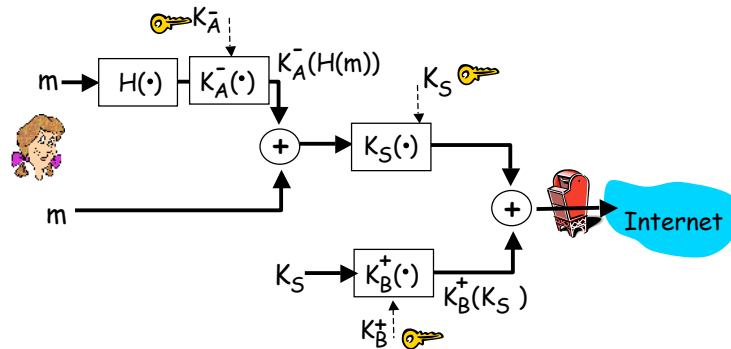 K_A^-
m
H(•)
K_A^-(•)
K_A^-(H(m))
K_S
+
K_S(•)
m
+
Internet
K_S
K_B^+(•)
K_B^+(K_S)
K_B^+